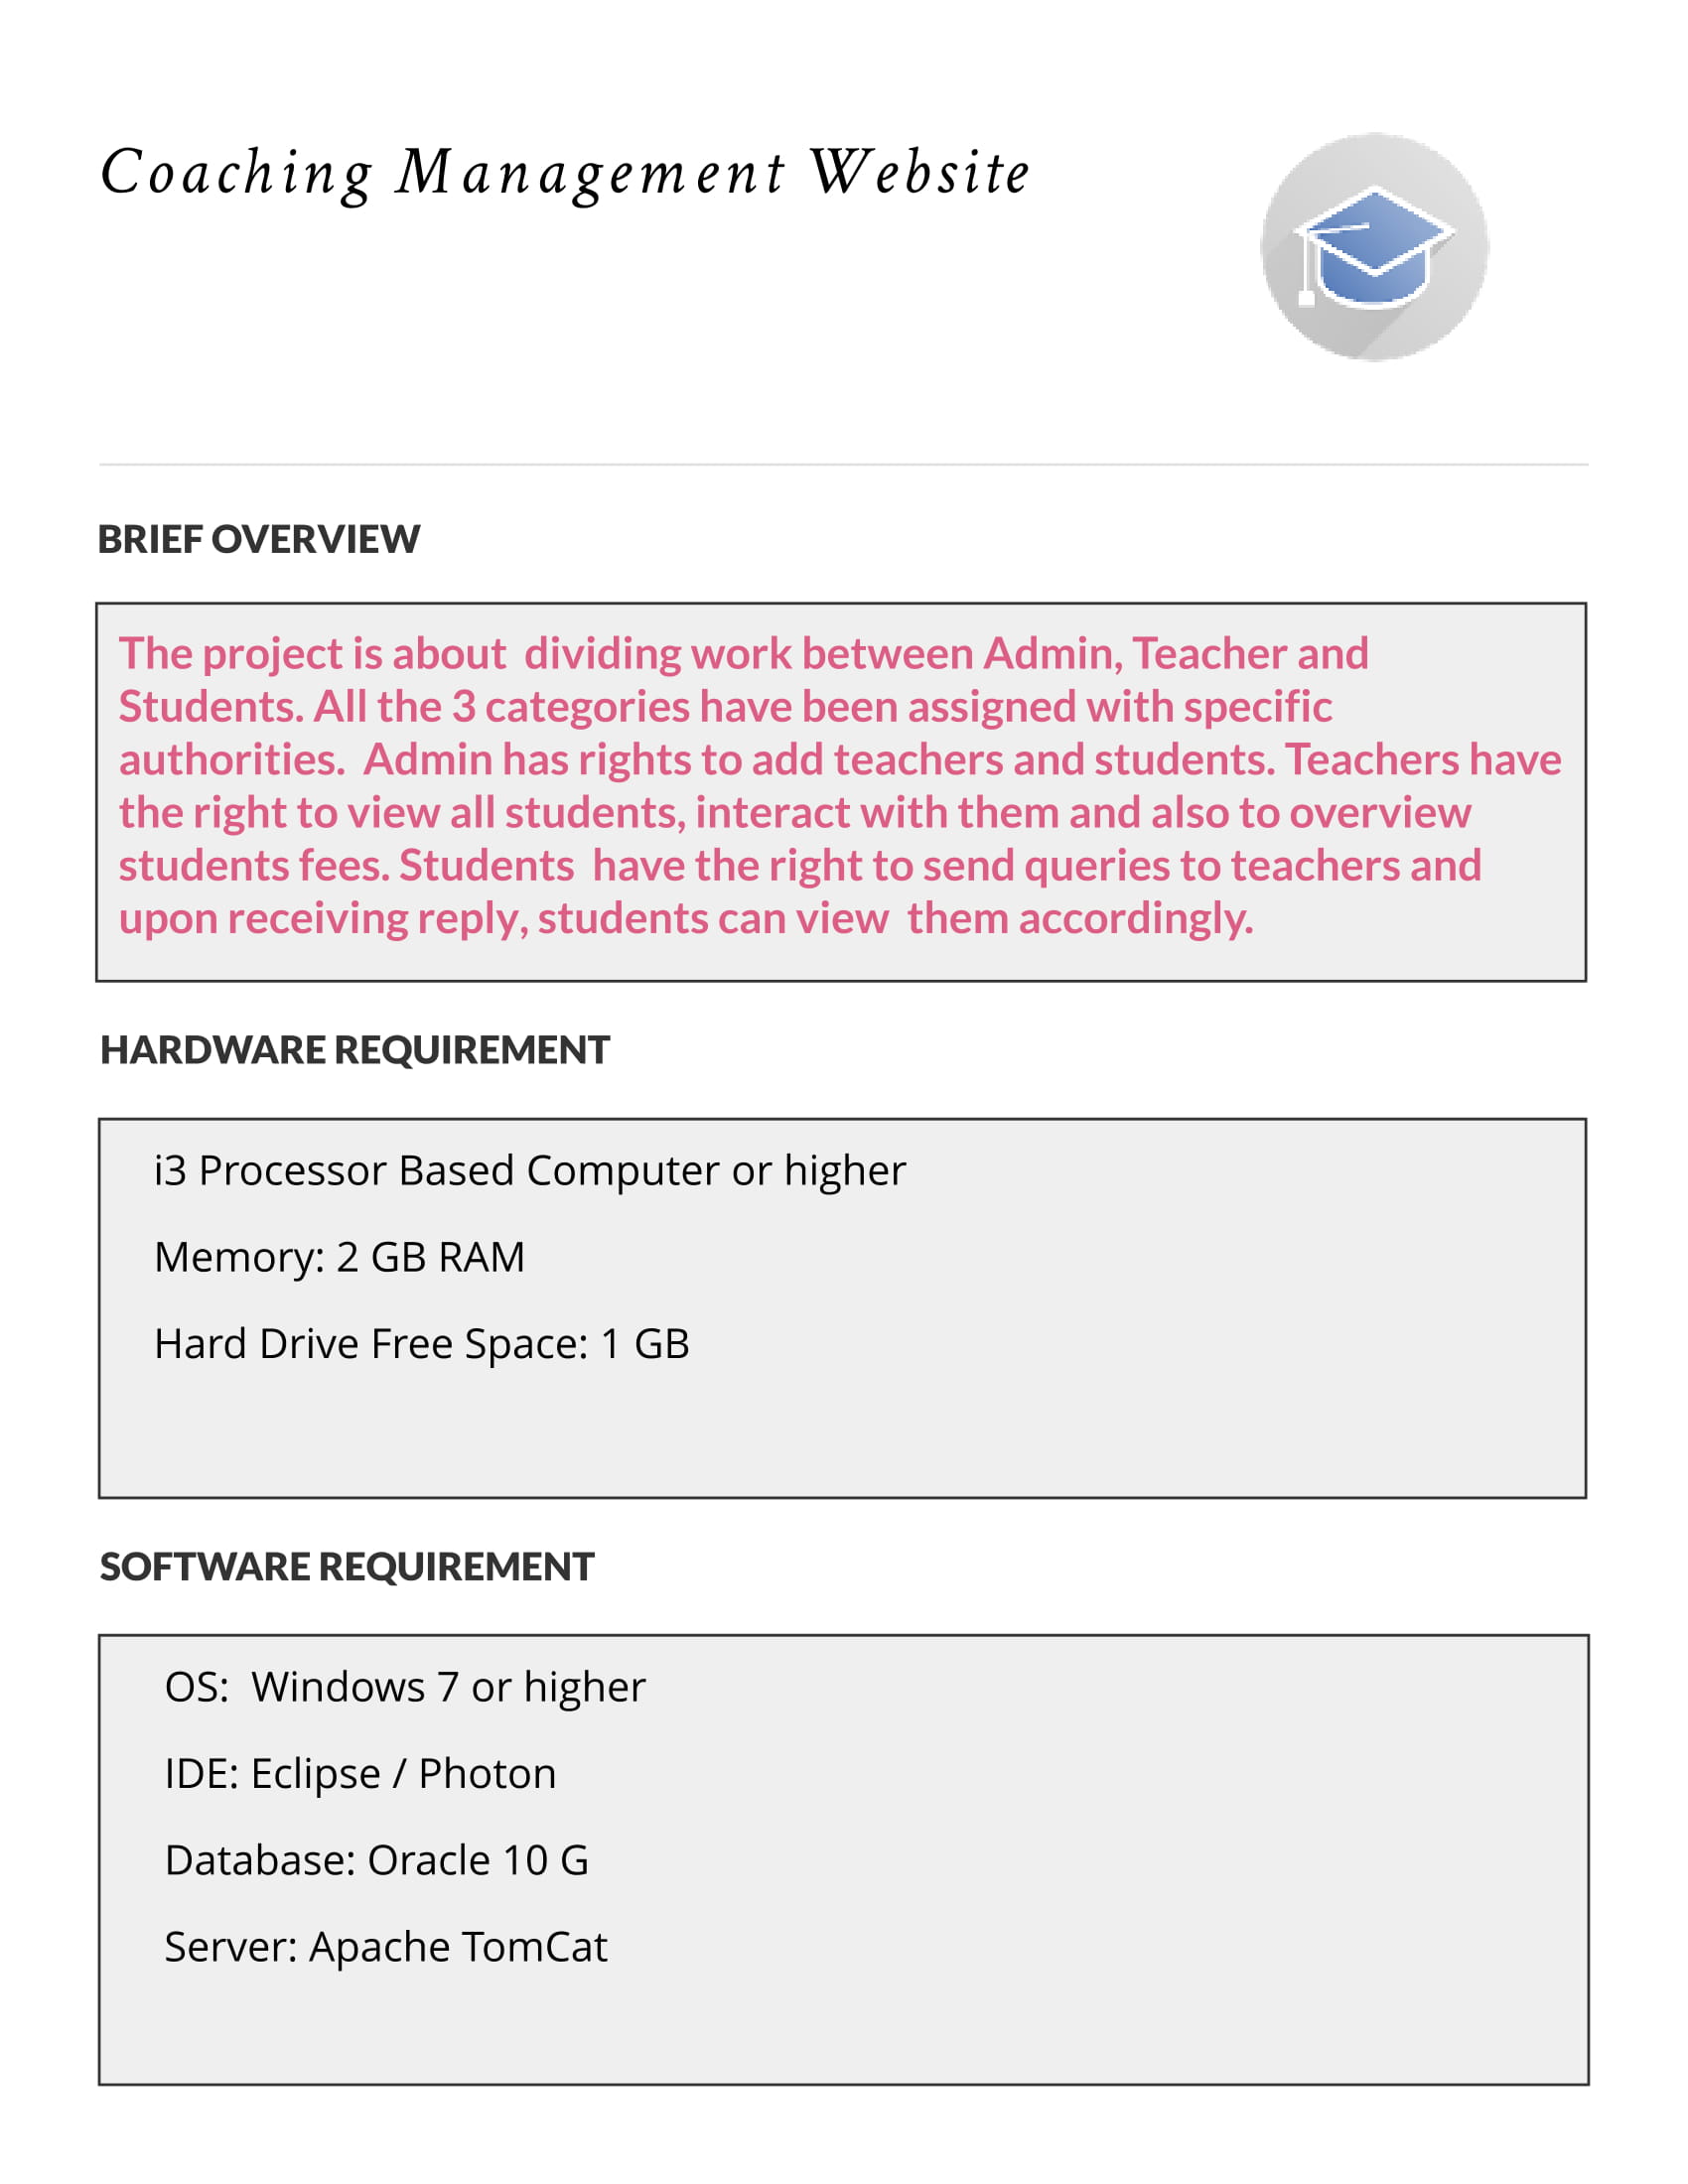 Coaching Management Website
BRIEF OVERVIEW
The project is about  dividing work between Admin, Teacher and
Students. All the 3 categories have been assigned with specific
authorities.  Admin has rights to add teachers and students. Teachers have
the right to view all students, interact with them and also to overview
students fees. Students  have the right to send queries to teachers and
upon receiving reply, students can view  them accordingly.
HARDWARE REQUIREMENT
i3 Processor Based Computer or higher
Memory: 2 GB RAM
Hard Drive Free Space: 1 GB
SOFTWARE REQUIREMENT
OS:  Windows 7 or higher
IDE: Eclipse / Photon
Database: Oracle 10 G
Server: Apache TomCat